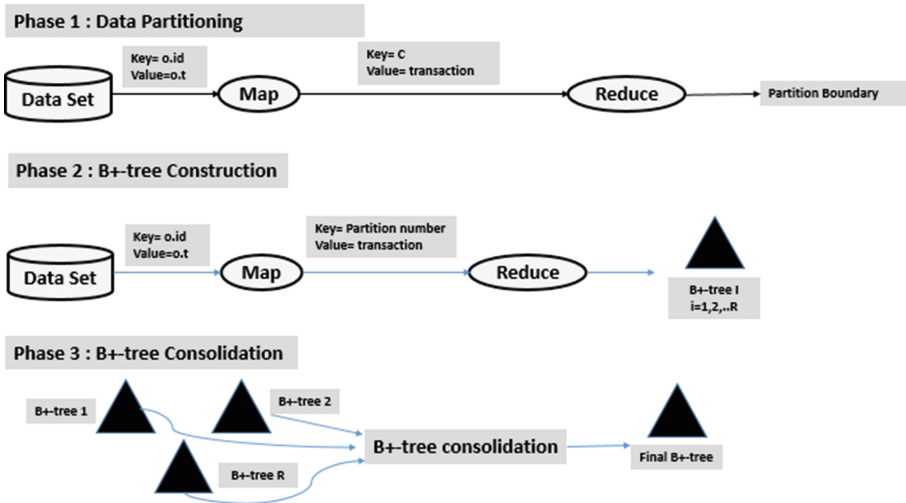 Phase 1 : Data Partitioning
Key= o.id
Value=o.t
Key= C
Value= transaction
Data Set
Map
Reduce
Partition Boundary
Phase 2 : B+-tree Construction
Key= o.id
Value=o.t
Key= Partition number
Value= transaction
Data Set
Map
Reduce
B+-tree I
i=1,2,..R
Phase 3 : B+-tree Consolidation
B+-tree 1
B+-tree 2
B+-tree R
B+-tree consolidation
Final B+-tree